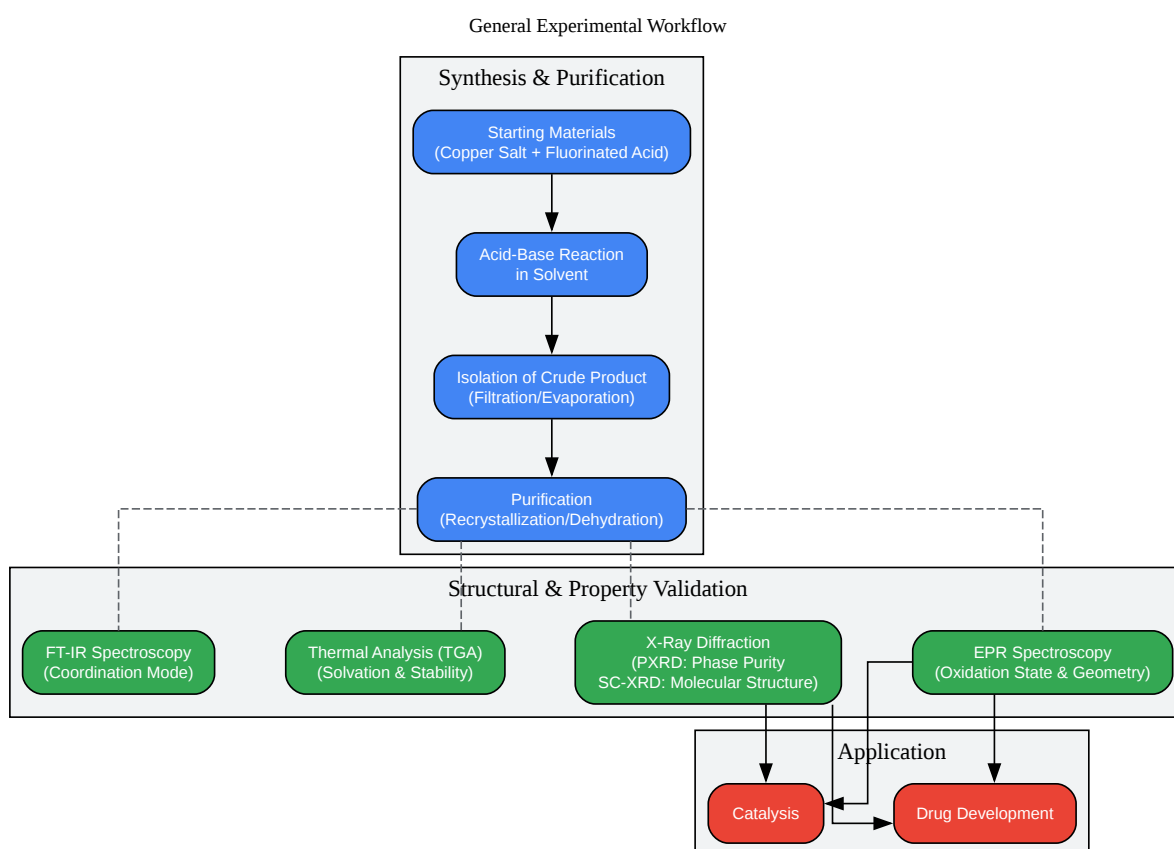 General Experimental Workflow
Synthesis & Purification
Starting Materials
(Copper Salt + Fluorinated Acid)
Acid-Base Reaction
in Solvent
Isolation of Crude Product
(Filtration/Evaporation)
Purification
(Recrystallization/Dehydration)
Structural & Property Validation
FT-IR Spectroscopy
(Coordination Mode)
Thermal Analysis (TGA)
(Solvation & Stability)
X-Ray Diffraction
(PXRD: Phase Purity
SC-XRD: Molecular Structure)
EPR Spectroscopy
(Oxidation State & Geometry)
Application
Catalysis
Drug Development